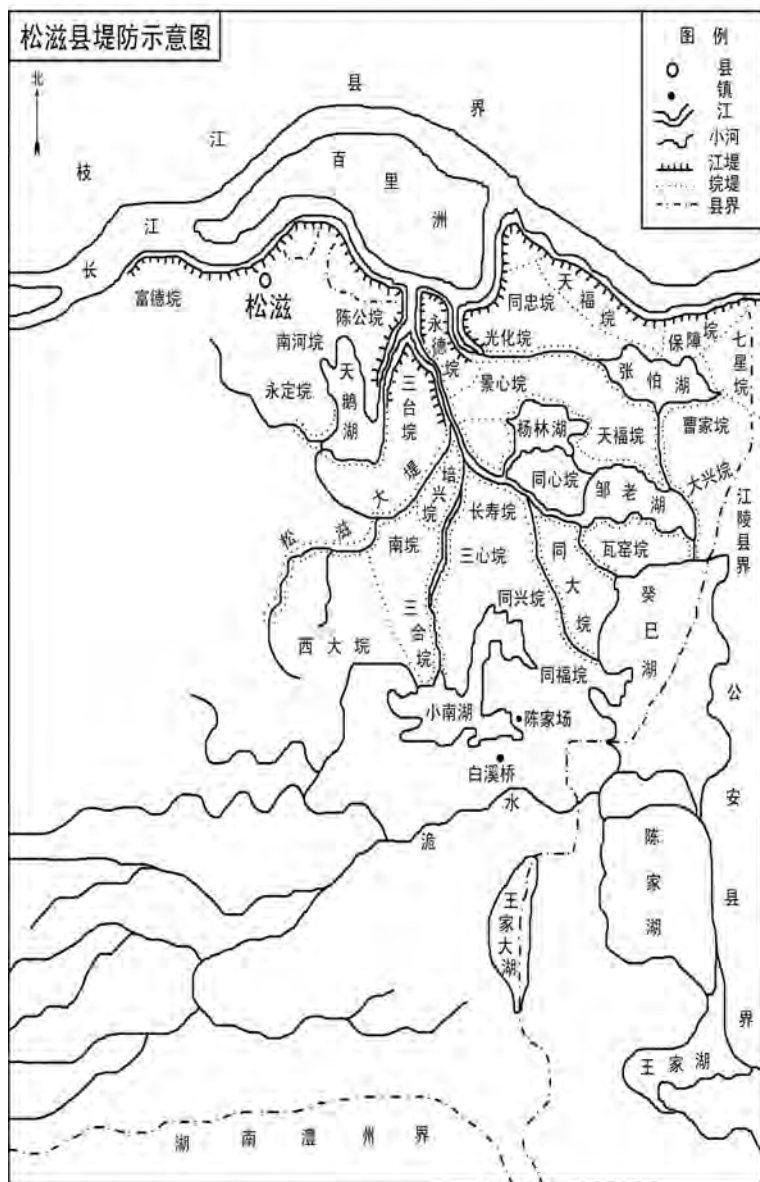 松滋县堤防示意图
北
图 例
县
镇
江
小河
江堤
垸堤
县界
枝江县界
百里洲
长江
富德垸
松滋
陈公垸
永德垸
同忠垸
天福垸
光化垸
保障垸
七星垸
南河垸
永定垸
天鹅湖
三台垸
景心垸
张怕湖
杨林湖
天福垸
曹家垸
大兴垸
江陵县界
同心垸
邹老湖
松滋大堤
培兴垸
长寿垸
南垸
三心垸
同大垸
瓦窑垸
癸巳湖
同兴垸
三合垸
西大垸
同福垸
小南湖
陈家场
白溪桥
公安县界
澹水
陈家湖
王家大湖
王家湖
湖南澧州界